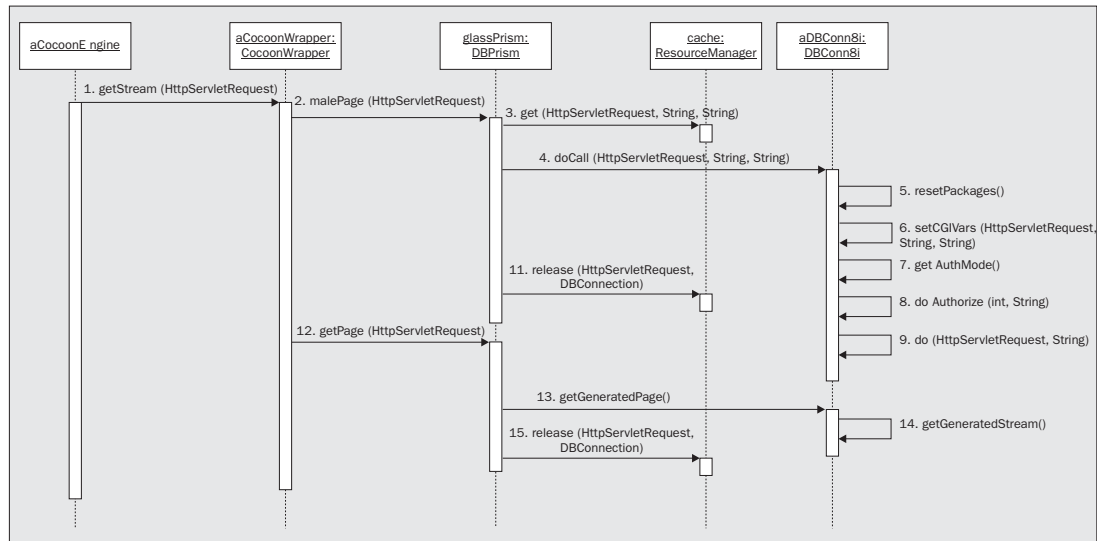 aCocoonE ngine
aCocoonWrapper:
CocoonWrapper
glassPrism:
DBPrism
cache:
ResourceManager
aDBConn8i:
DBConn8i
1. getStream (HttpServletRequest)
2. malePage (HttpServletRequest)
3. get (HttpServletRequest, String, String)
4. doCall (HttpServletRequest, String, String)
5. resetPackages()
6. setCGIVars (HttpServletRequest,
String, String)
7. get AuthMode()
8. do Authorize (int, String)
9. do (HttpServletRequest, String)
11. release (HttpServletRequest,
DBConnection)
12. getPage (HttpServletRequest)
13. getGeneratedPage()
14. getGeneratedStream()
15. release (HttpServletRequest,
DBConnection)